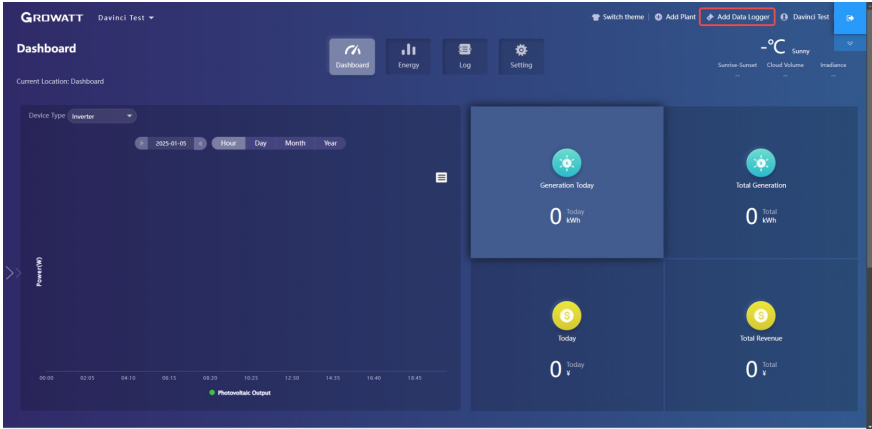 GROWATT Davinci Test Switch theme Add Plant Add Data Logger Davinci Test
Dashboard
Dashboard Energy Log Setting
-°C Sunny
Sunrise-Sunset Cloud Volume Irradiance
-- -- --
Current Location: Dashboard
Device Type Inverter
2025-01-05 Hour Day Month Year
Power(W)
00:00 02:05 04:10 06:15 08:20 10:25 12:30 14:35 16:40 18:45
Photovoltaic Output
Generation Today
0 Today kWh
Total Generation
0 Total kWh
Today
0 Today ¥
Total Revenue
0 Total ¥